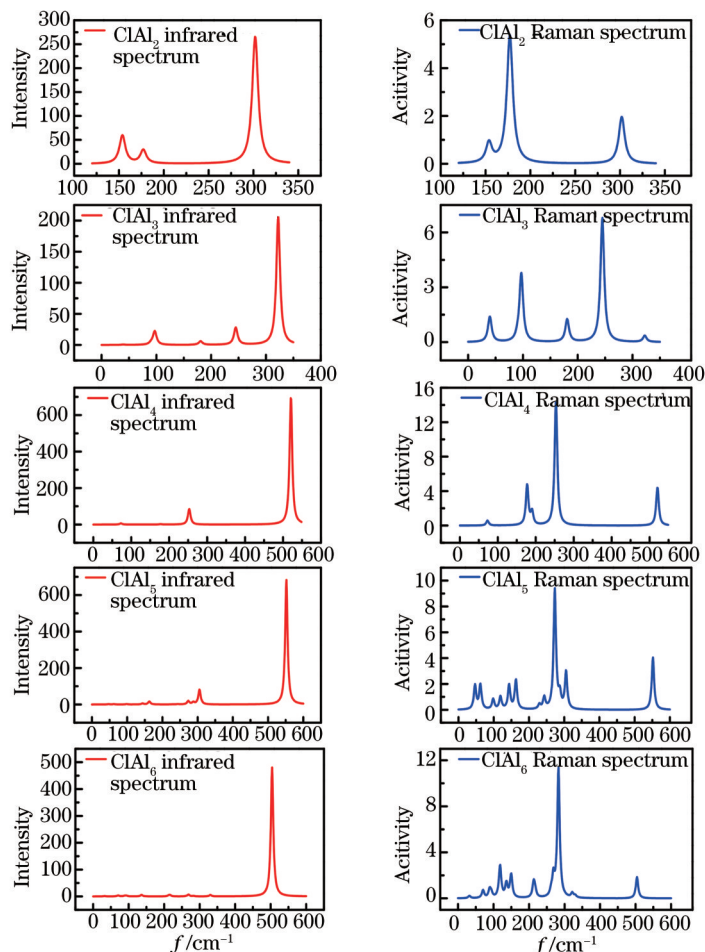 ClAl₂ infrared
spectrum
Intensity
300
250
200
150
100
50
0
100 150 200 250 300 350
ClAl₂ Raman spectrum
Acitivity
6
4
2
0
100 150 200 250 300 350
ClAl₃ infrared
spectrum
Intensity
200
150
100
50
0
0 100 200 300 400
ClAl₃ Raman spectrum
Acitivity
6
3
0
0 100 200 300 400
ClAl₄ infrared
spectrum
Intensity
600
400
200
0
0 100 200 300 400 500 600
ClAl₄ Raman spectrum
Acitivity
16
12
8
4
0
0 100 200 300 400 500 600
ClAl₅ infrared
spectrum
Intensity
600
400
200
0
0 100 200 300 400 500 600
ClAl₅ Raman spectrum
Acitivity
10
8
6
4
2
0
0 100 200 300 400 500 600
ClAl₆ infrared
spectrum
Intensity
500
400
300
200
100
0
0 100 200 300 400 500 600
f /cm⁻¹
ClAl₆ Raman spectrum
Acitivity
12
8
4
0
0 100 200 300 400 500 600
f /cm⁻¹